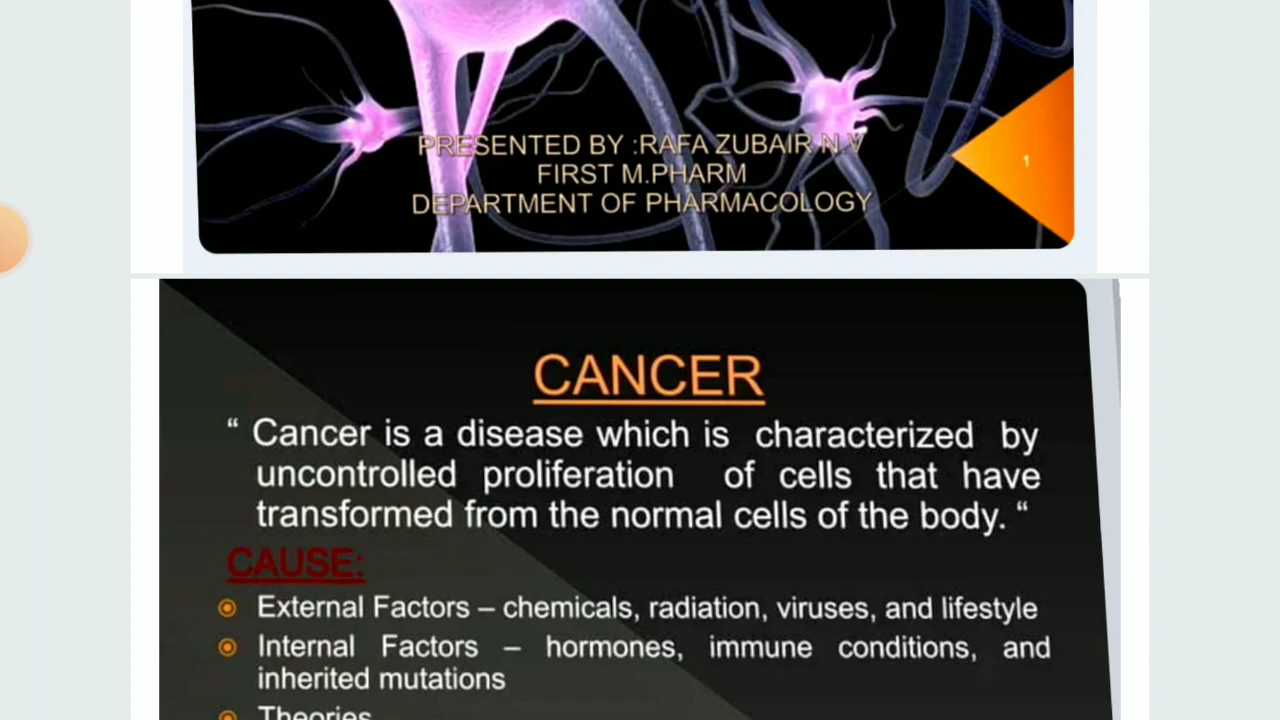 PRESENTED BY :RAFA ZUBAIR N.V
FIRST M.PHARM
DEPARTMENT OF PHARMACOLOGY
1
CANCER
“ Cancer is a disease which is characterized by
uncontrolled proliferation of cells that have
transformed from the normal cells of the body. “
CAUSE:
External Factors – chemicals, radiation, viruses, and lifestyle
Internal Factors – hormones, immune conditions, and
inherited mutations
Theories